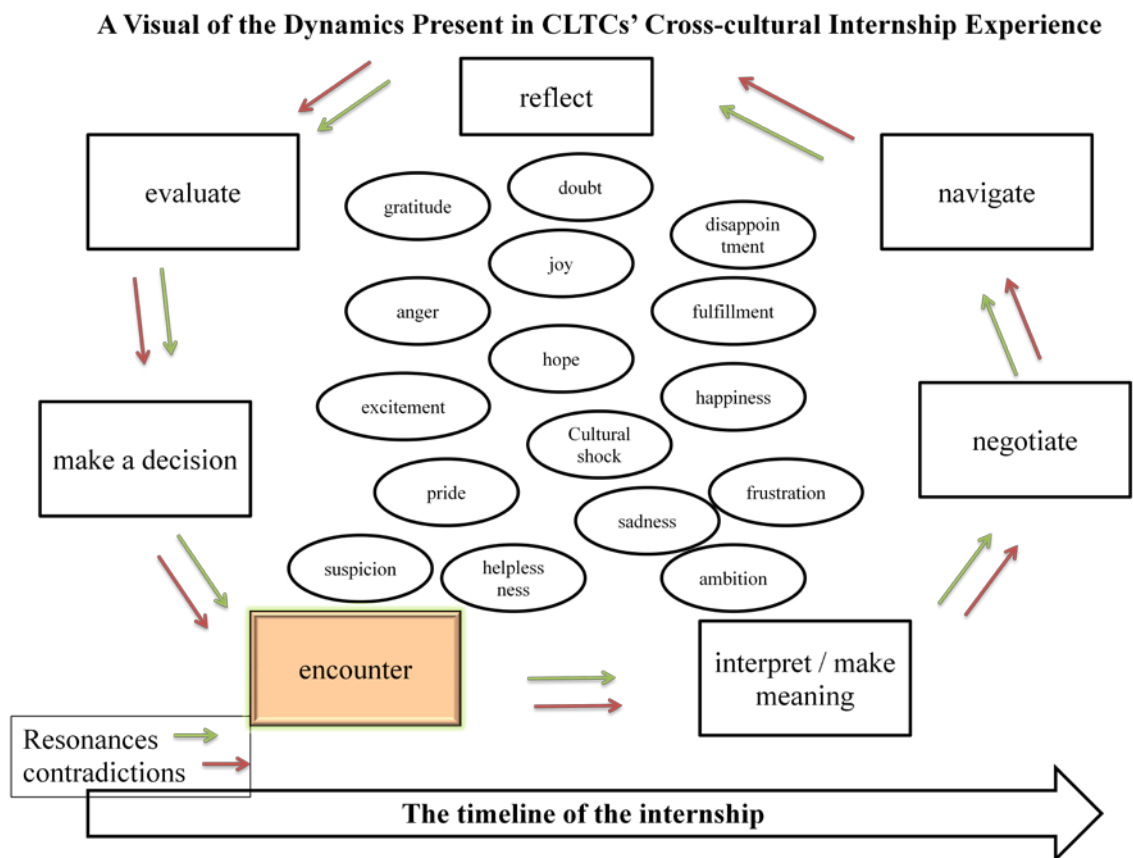 A Visual of the Dynamics Present in CLTCs' Cross-cultural Internship Experience
reflect
evaluate
navigate
gratitude
doubt
disappoin
tment
joy
anger
fulfillment
hope
excitement
happiness
make a decision
Cultural
shock
negotiate
pride
frustration
sadness
suspicion
helpless
ness
ambition
encounter
interpret / make
meaning
Resonances
contradictions
The timeline of the internship